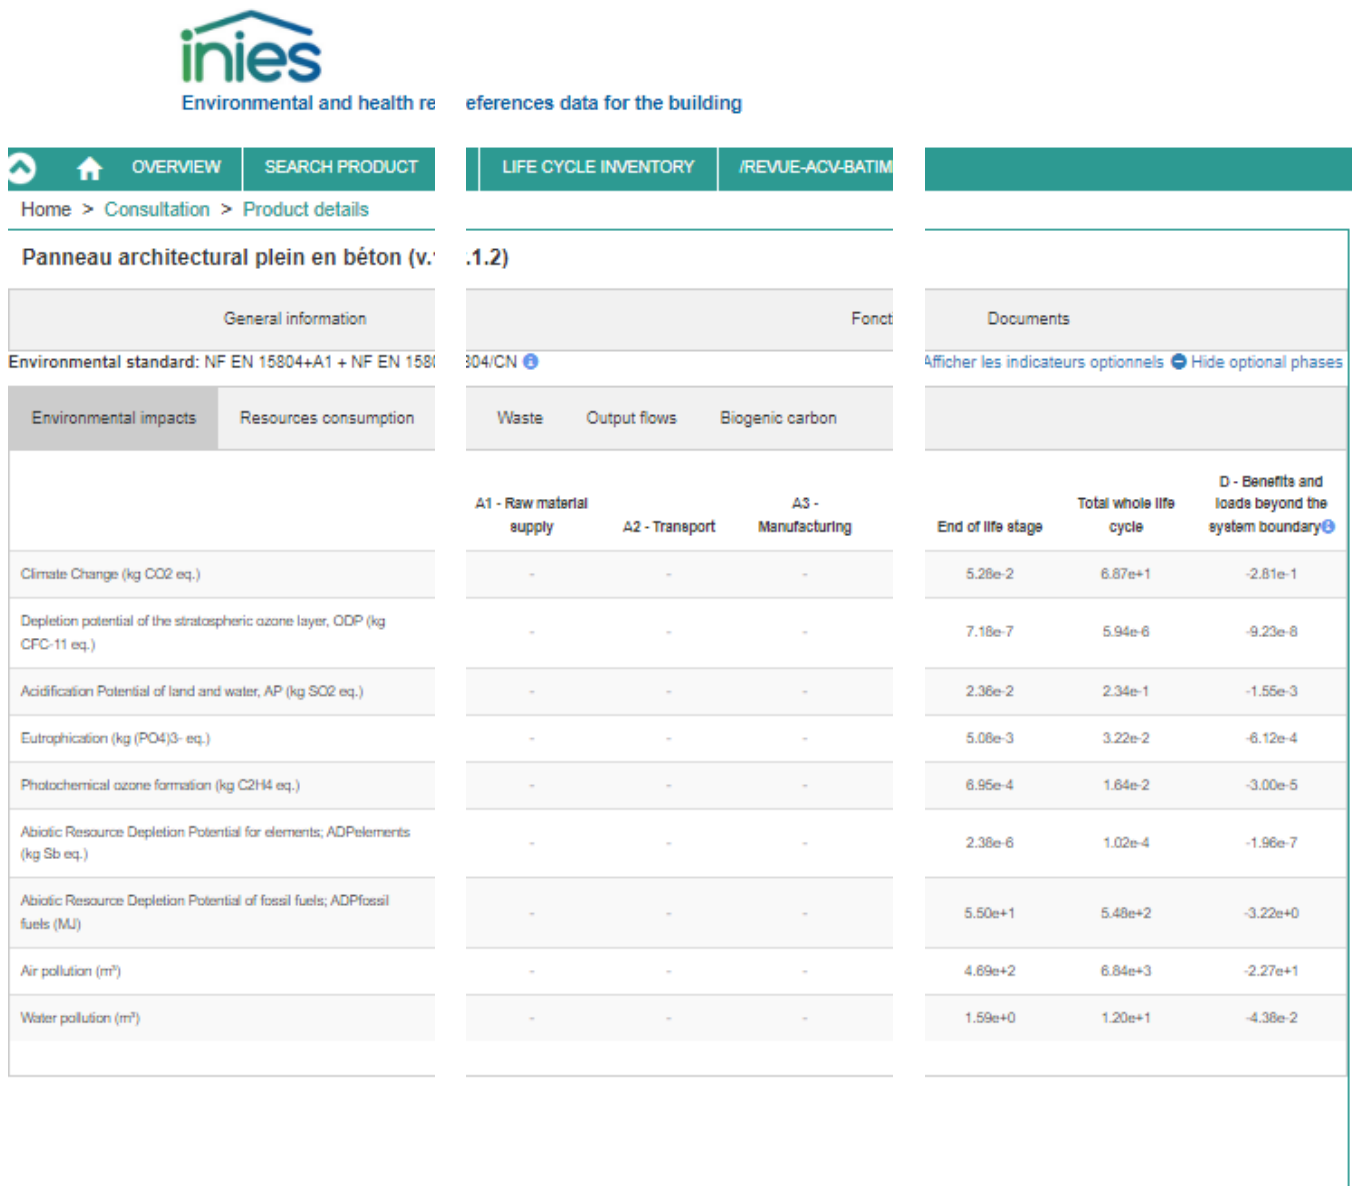 inies
Environmental and health re eferences data for the building
OVERVIEW SEARCH PRODUCT LIFE CYCLE INVENTORY /REVUE-ACV-BATIM
Home > Consultation > Product details
Panneau architectural plein en béton (v. .1.2)
General information Foncti Documents
Environmental standard: NF EN 15804+A1 + NF EN 1580 804/CN Afficher les indicateurs optionnels Hide optional phases
Environmental impacts Resources consumption Waste Output flows Biogenic carbon
A1 - Raw material supply A2 - Transport A3 - Manufacturing End of life stage Total whole life cycle D - Benefits and loads beyond the system boundary
Climate Change (kg CO2 eq.) - - - 5.28e-2 6.87e+1 -2.81e-1
Depletion potential of the stratospheric ozone layer, ODP (kg CFC-11 eq.) - - - 7.18e-7 5.94e-6 -9.23e-8
Acidification Potential of land and water, AP (kg SO2 eq.) - - - 2.36e-2 2.34e-1 -1.55e-3
Eutrophication (kg (PO4)3- eq.) - - - 5.08e-3 3.22e-2 -6.12e-4
Photochemical ozone formation (kg C2H4 eq.) - - - 6.95e-4 1.64e-2 -3.00e-5
Abiotic Resource Depletion Potential for elements; ADPelements (kg Sb eq.) - - - 2.38e-6 1.02e-4 -1.96e-7
Abiotic Resource Depletion Potential of fossil fuels; ADPfossil fuels (MJ) - - - 5.50e+1 5.48e+2 -3.22e+0
Air pollution (m³) - - - 4.69e+2 6.84e+3 -2.27e+1
Water pollution (m³) - - - 1.59e+0 1.20e+1 -4.38e-2